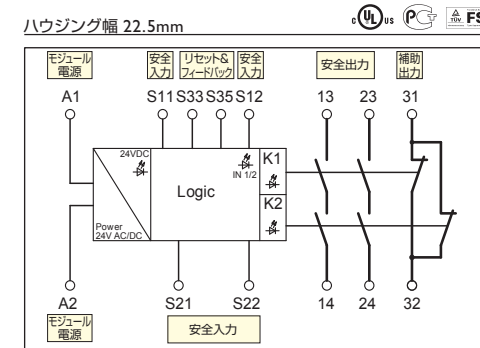 ハウジング幅 22.5mm
c UL us
TÜV FS
モジュール
電源
安全
入力
リセット&
フィードバック
安全
入力
安全出力
補助
出力
A1
S11 S33 S35 S12
13
23
31
24VDC
IN 1/2
K1
Logic
K2
Power
24V AC/DC
A2
S21
S22
14
24
32
モジュール
電源
安全入力